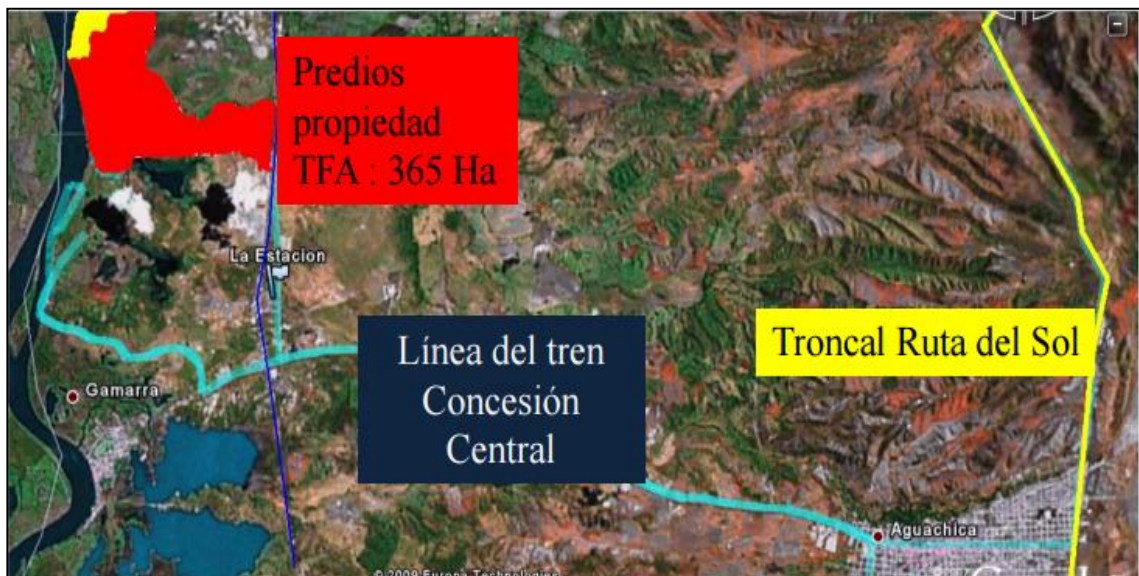 Predios
propiedad
TFA : 365 Ha
La Estacion
Línea del tren
Concesión
Central
Troncal Ruta del Sol
Gamarra
Aguachica
© 2009 Europa Technologies